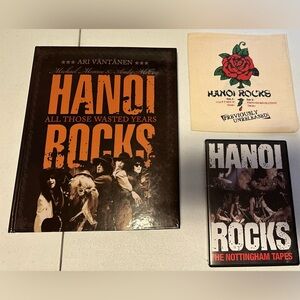 *** ARI VÄNTÄNEN ***
Michael Monroe & Andy McCoy
HANOI
ALL THOSE WASTED YEARS
ROCKS
HANOI ROCKS
PREVIOUSLY
UNRELEASED
HANOI
ROCKS
THE NOTTINGHAM TAPES